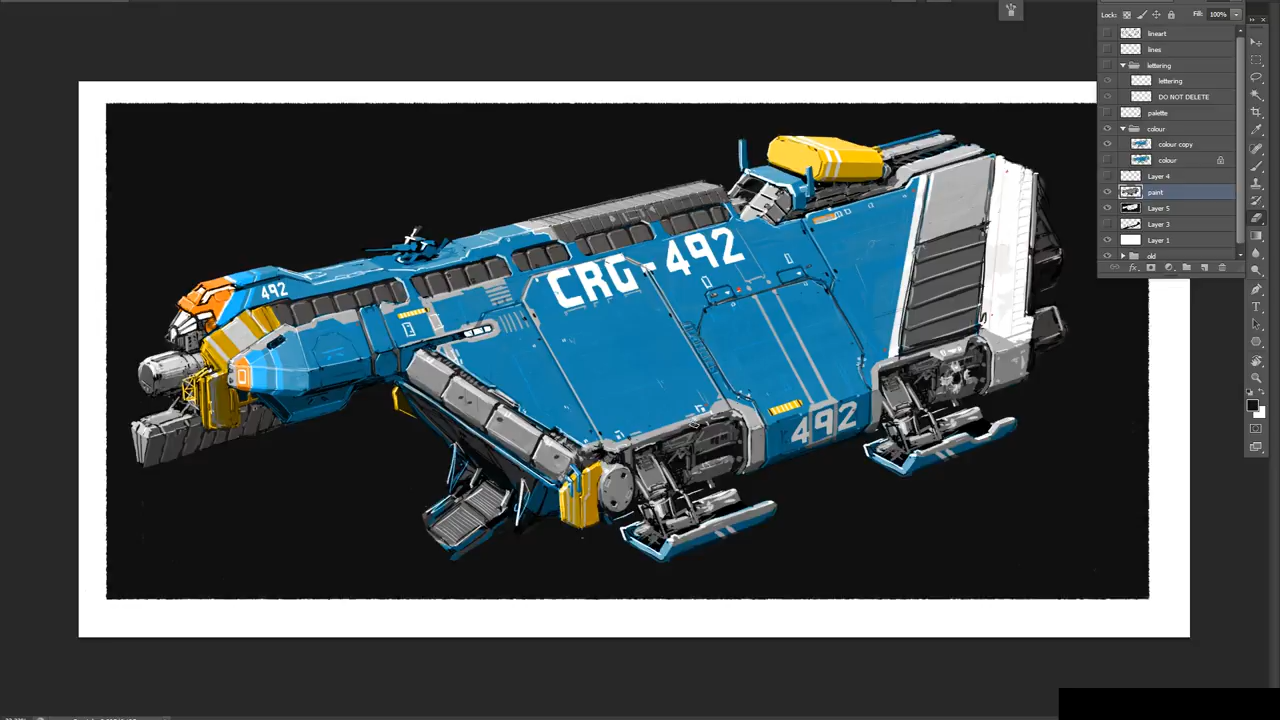 Lock:
Fill: 100%
lineart
lines
lettering
lettering
DO NOT DELETE
palette
colour
colour copy
colour
Layer 4
paint
Layer 5
Layer 3
Layer 1
old
492
CRG-492
492